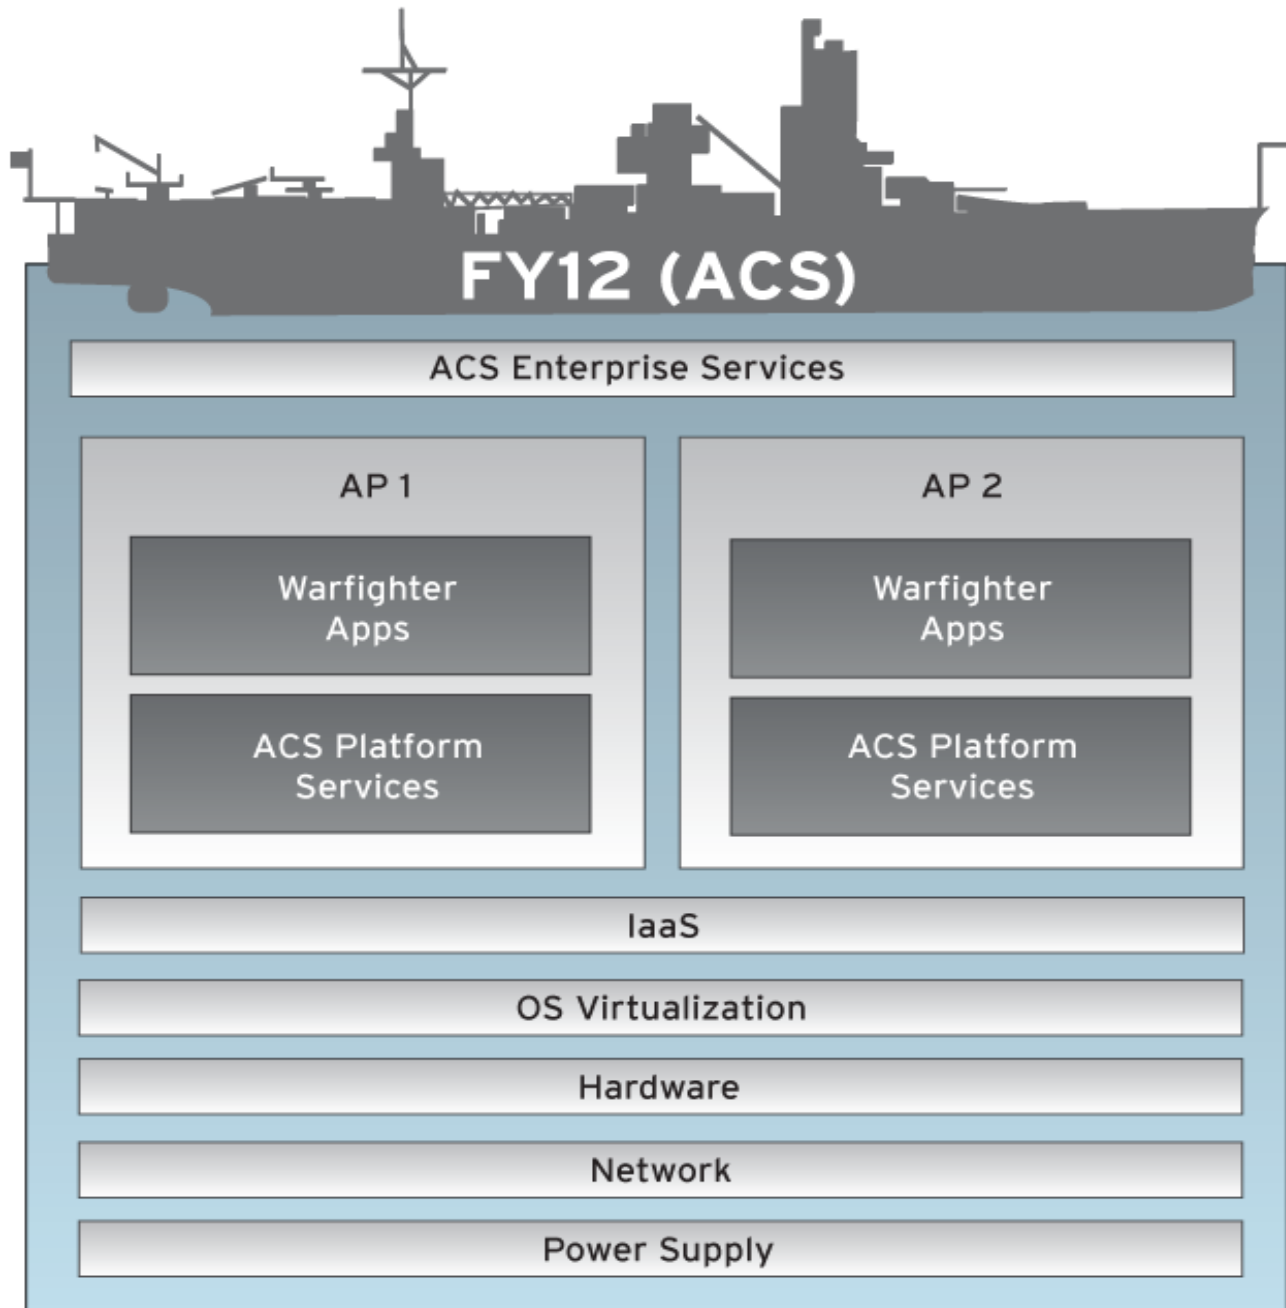 FY12 (ACS)
ACS Enterprise Services
AP 1
Warfighter
Apps
ACS Platform
Services
AP 2
Warfighter
Apps
ACS Platform
Services
IaaS
OS Virtualization
Hardware
Network
Power Supply